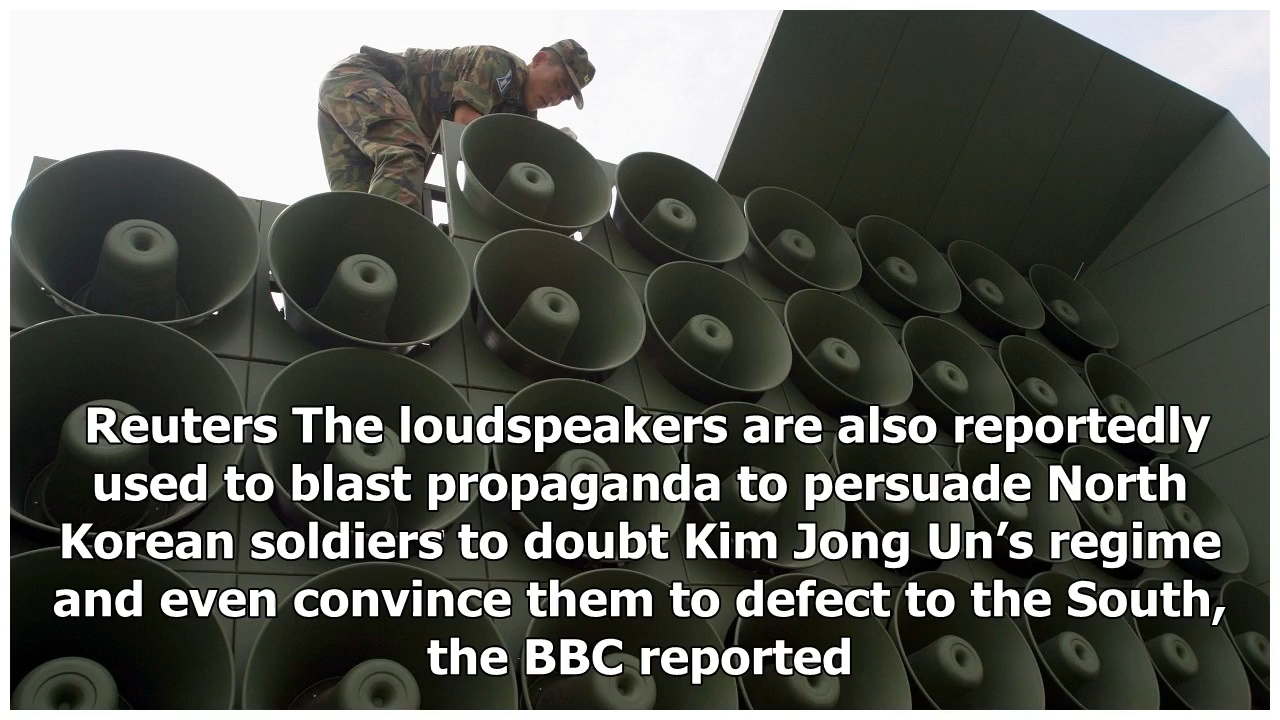 Reuters The loudspeakers are also reportedly
used to blast propaganda to persuade North
Korean soldiers to doubt Kim Jong Un’s regime
and even convince them to defect to the South,
the BBC reported